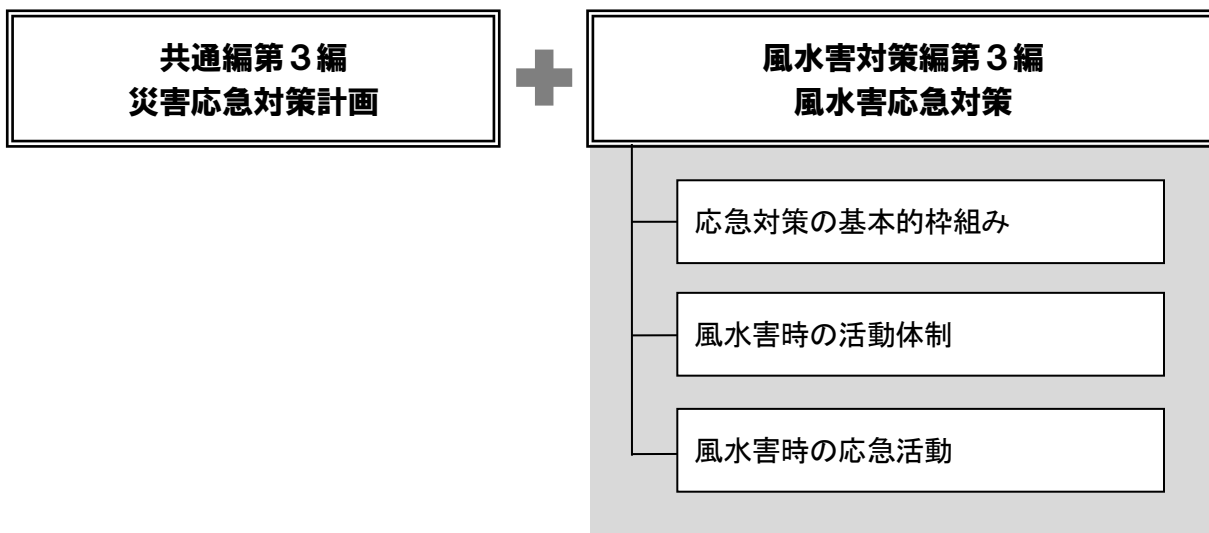 共通編第３編
災害応急対策計画
風水害対策編第３編
風水害応急対策
応急対策の基本的枠組み
風水害時の活動体制
風水害時の応急活動